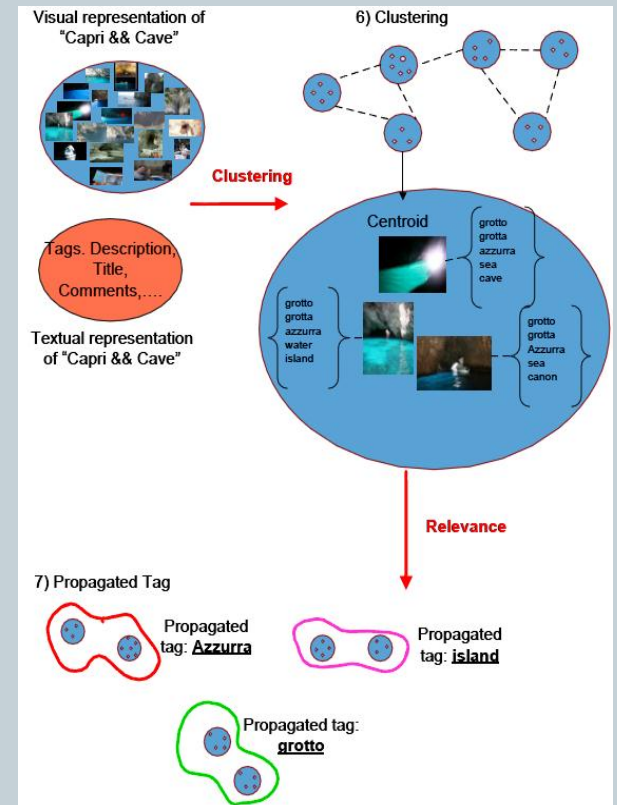 Visual representation of
"Capri && Cave"
6) Clustering
Clustering
Tags. Description,
Title,
Comments,....
Textual representation
of "Capri && Cave"
Centroid
grotto
grotta
azzurra
sea
cave
grotto
grotta
azzurra
water
island
grotto
grotta
Azzurra
sea
canon
Relevance
7) Propagated Tag
Propagated
tag: Azzurra
Propagated
tag: island
Propagated tag:
grotto